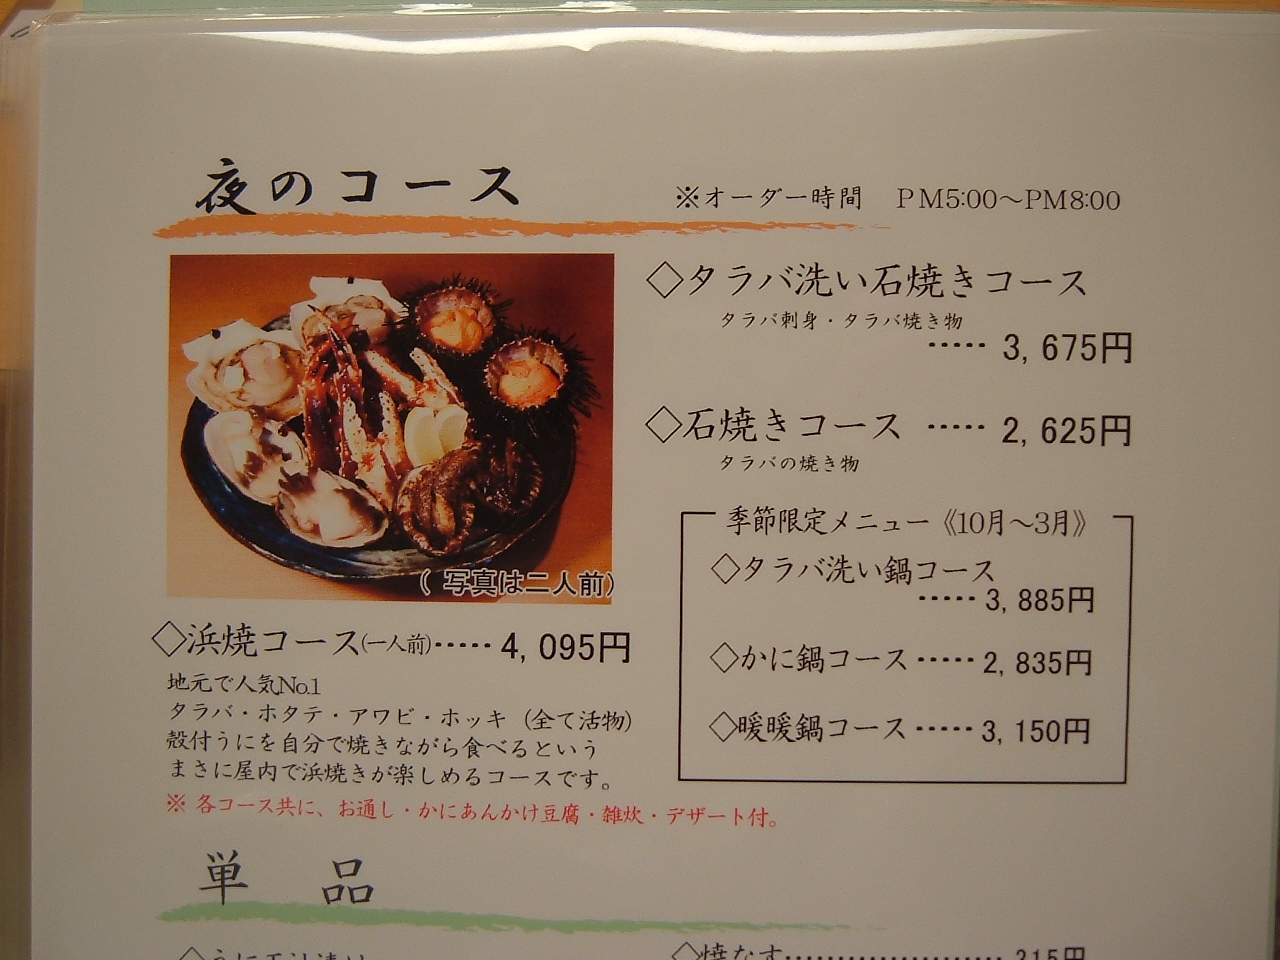 夜のコース
※オーダー時間　PM5:00～PM8:00
（写真は二人前）
◇浜焼コース(一人前)‥‥‥4,095円
地元で人気No.1
タラバ・ホタテ・アワビ・ホッキ（全て活物）
殻付うにを自分で焼きながら食べるという
まさに屋内で浜焼きが楽しめるコースです。
◇タラバ洗い石焼きコース
タラバ刺身・タラバ焼き物
‥‥‥3,675円
◇石焼きコース‥‥‥2,625円
タラバの焼き物
季節限定メニュー《10月～3月》
◇タラバ洗い鍋コース
‥‥‥3,885円
◇かに鍋コース‥‥‥2,835円
◇暖暖鍋コース‥‥‥3,150円
※ 各コース共に、お通し・かにあんかけ豆腐・雑炊・デザート付。
単品
◇焼なす‥‥‥‥‥‥‥‥‥315円